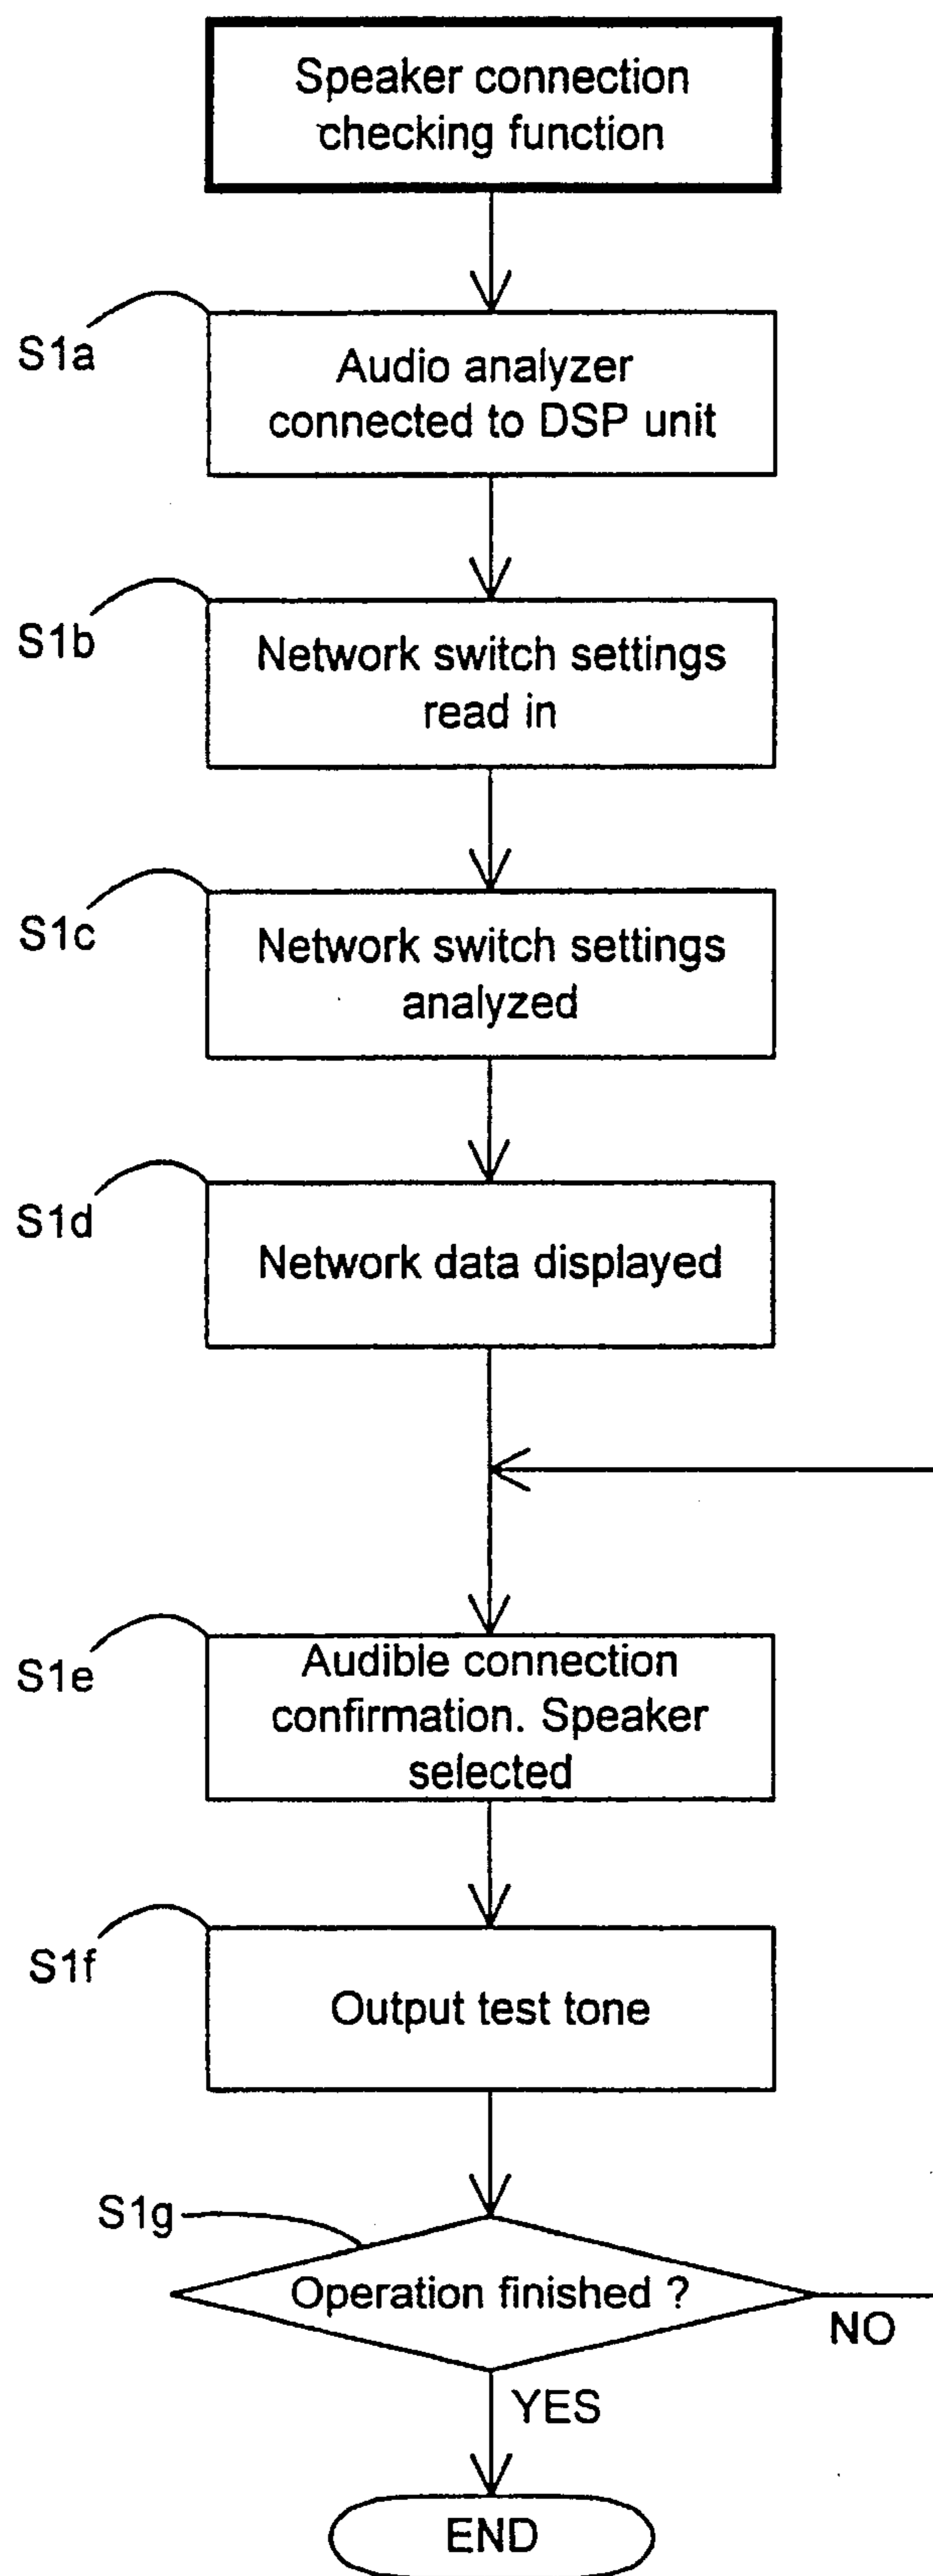 Speaker connection
checking function
S1a
Audio analyzer
connected to DSP unit
S1b
Network switch settings
read in
S1c
Network switch settings
analyzed
S1d
Network data displayed
S1e
Audible connection
confirmation. Speaker
selected
S1f
Output test tone
S1g
Operation finished ?
NO
YES
END